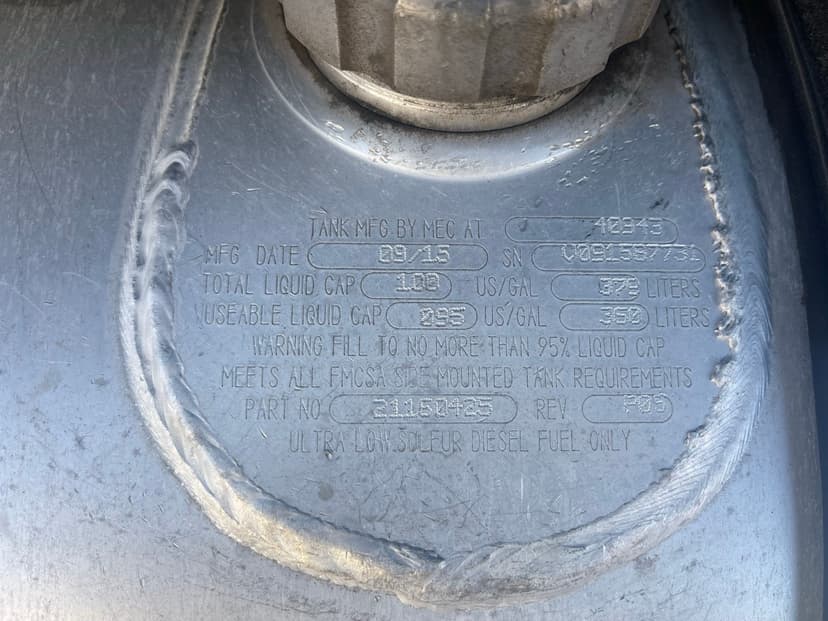 TANK MFG BY MEC AT 40943
MFG DATE 09/15 SN V091587731
TOTAL LIQUID CAP 100 US/GAL 379 LITERS
USEABLE LIQUID CAP 095 US/GAL 360 LITERS
WARNING FILL TO NO MORE THAN 95% LIQUID CAP
MEETS ALL FMCSA SIDE MOUNTED TANK REQUIREMENTS
PART NO 21150425 REV P05
ULTRA LOW SULFUR DIESEL FUEL ONLY